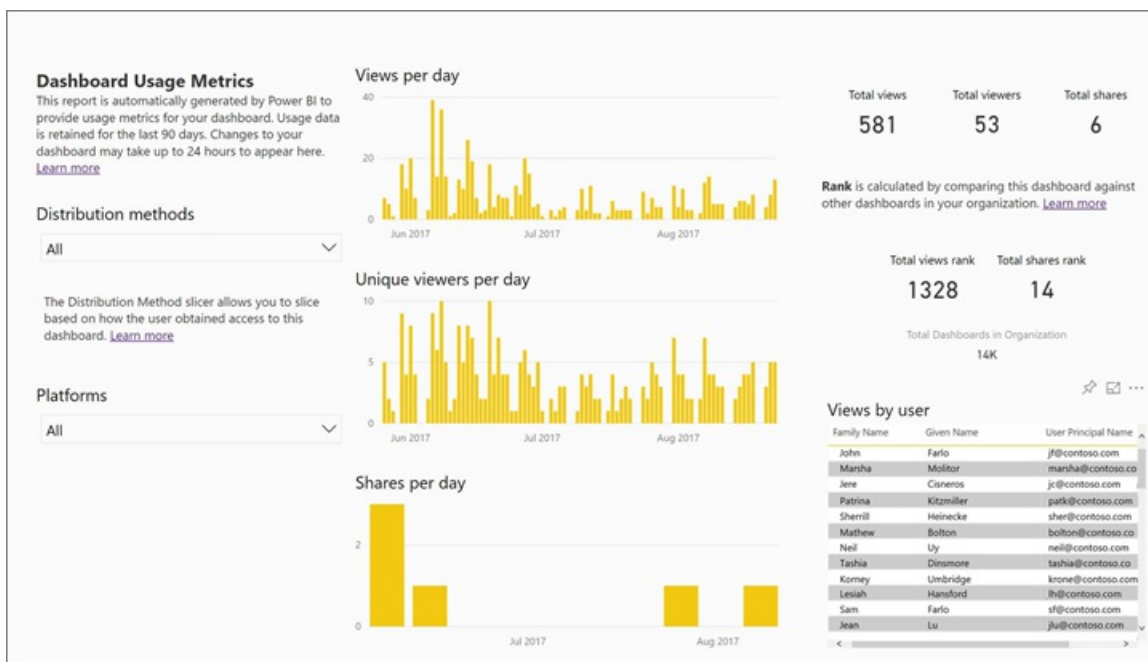 Dashboard Usage Metrics
This report is automatically generated by Power BI to
provide usage metrics for your dashboard. Usage data
is retained for the last 90 days. Changes to your
dashboard may take up to 24 hours to appear here.
Learn more
Distribution methods
All
The Distribution Method slicer allows you to slice
based on how the user obtained access to this
dashboard. Learn more
Platforms
All
Views per day
40
20
0
Jun 2017 Jul 2017 Aug 2017
Unique viewers per day
10
5
0
Jun 2017 Jul 2017 Aug 2017
Shares per day
2
0
Jul 2017 Aug 2017
Total views Total viewers Total shares
581 53 6
Rank is calculated by comparing this dashboard against
other dashboards in your organization. Learn more
Total views rank Total shares rank
1328 14
Total Dashboards in Organization
14K
Views by user
Family Name Given Name User Principal Name
John Farlo jf@contoso.com
Marsha Molitor marsha@contoso.co
Jere Cisneros jc@contoso.com
Patrina Kitzmiller patk@contoso.com
Sherrill Heinecke sher@contoso.com
Mathew Bolton bolton@contoso.co
Neil Uy neil@contoso.com
Tashia Dinsmore tashia@contoso.co
Korney Umbridge krone@contoso.com
Lesiah Hansford lh@contoso.com
Sam Farlo sf@contoso.com
Jean Lu jlu@contoso.com